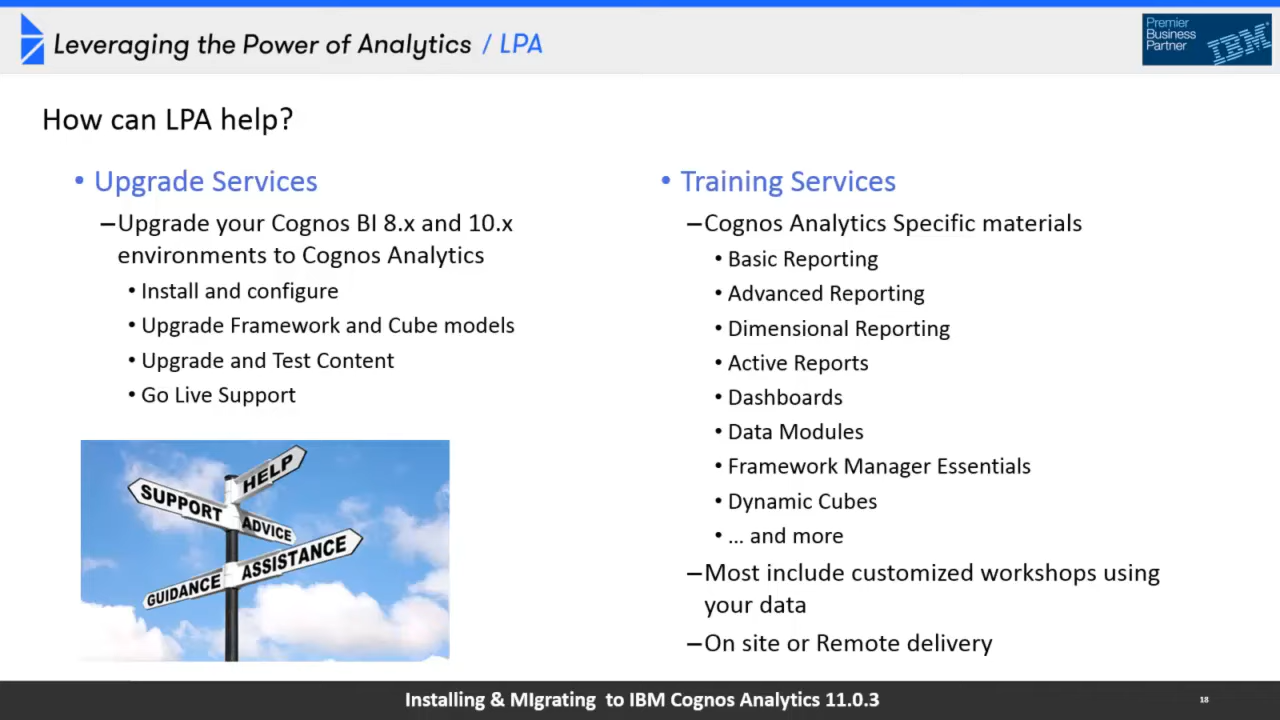 Leveraging the Power of Analytics / LPA
Premier
Business
Partner
IBM
How can LPA help?
• Upgrade Services
–Upgrade your Cognos BI 8.x and 10.x
environments to Cognos Analytics
• Install and configure
• Upgrade Framework and Cube models
• Upgrade and Test Content
• Go Live Support
HELP
SUPPORT
ADVICE
ASSISTANCE
GUIDANCE
• Training Services
–Cognos Analytics Specific materials
• Basic Reporting
• Advanced Reporting
• Dimensional Reporting
• Active Reports
• Dashboards
• Data Modules
• Framework Manager Essentials
• Dynamic Cubes
• … and more
–Most include customized workshops using
your data
–On site or Remote delivery
Installing & MIgrating to IBM Cognos Analytics 11.0.3
18